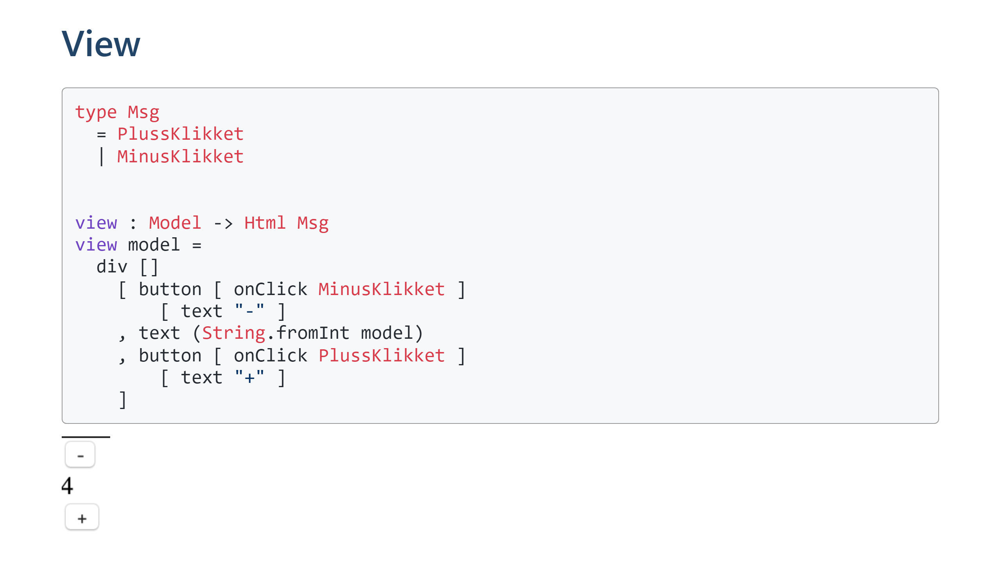 View
type Msg
  = PlussKlikket
  | MinusKlikket
view : Model -> Html Msg
view model =
  div []
    [ button [ onClick MinusKlikket ]
        [ text "-" ]
    , text (String.fromInt model)
    , button [ onClick PlussKlikket ]
        [ text "+" ]
    ]
-
4
+